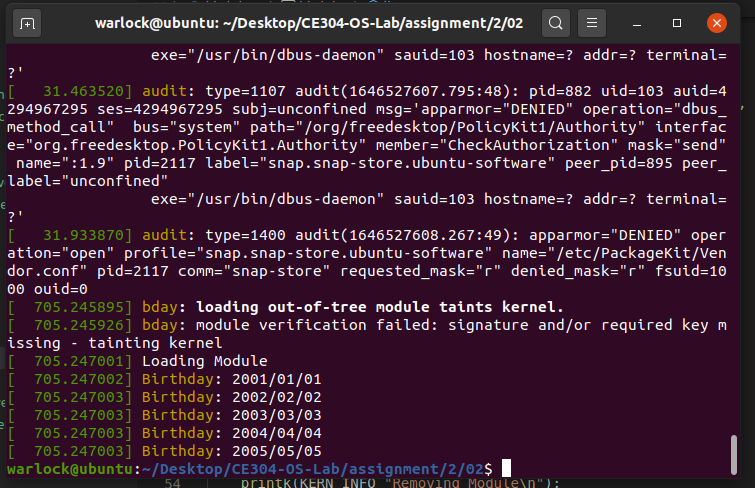 warlock@ubuntu: ~/Desktop/CE304-OS-Lab/assignment/2/02
exe="/usr/bin/dbus-daemon" sauid=103 hostname=? addr=? terminal=
?'
[   31.463520] audit: type=1107 audit(1646527607.795:48): pid=882 uid=103 auid=4
294967295 ses=4294967295 subj=unconfined msg='apparmor="DENIED" operation="dbus_
method_call"  bus="system" path="/org/freedesktop/PolicyKit1/Authority" interfac
e="org.freedesktop.PolicyKit1.Authority" member="CheckAuthorization" mask="send"
 name=":1.9" pid=2117 label="snap.snap-store.ubuntu-software" peer_pid=895 peer_
label="unconfined"
exe="/usr/bin/dbus-daemon" sauid=103 hostname=? addr=? terminal=
?'
[   31.933870] audit: type=1400 audit(1646527608.267:49): apparmor="DENIED" oper
ation="open" profile="snap.snap-store.ubuntu-software" name="/etc/PackageKit/Ven
dor.conf" pid=2117 comm="snap-store" requested_mask="r" denied_mask="r" fsuid=10
00 ouid=0
[  705.245895] bday: loading out-of-tree module taints kernel.
[  705.245926] bday: module verification failed: signature and/or required key m
issing - tainting kernel
[  705.247001] Loading Module
[  705.247002] Birthday: 2001/01/01
[  705.247003] Birthday: 2002/02/02
[  705.247003] Birthday: 2003/03/03
[  705.247003] Birthday: 2004/04/04
[  705.247003] Birthday: 2005/05/05
warlock@ubuntu:~/Desktop/CE304-OS-Lab/assignment/2/02$
54 printk(KERN_INFO "Removing Module\n");